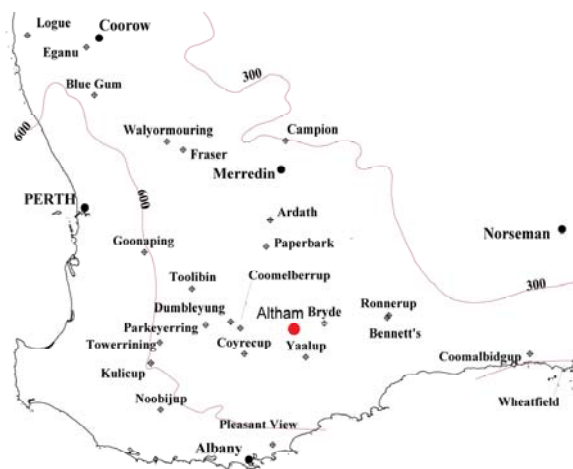 Logue
Coorow
Eganu
Blue Gum
300
600
Walyormouring
Campion
Fraser
Merredin
PERTH
600
Ardath
Norseman
Goonaping
Paperbark
Toolibin
Coomelberrup
300
Dumbleyung
Altham
Bryde
Ronnerup
Parkeyerring
Bennett's
Towerrining
Coyrecup
Yaalup
Coomalbidgup
Kulicup
Wheatfield
Noobijup
Pleasant View
Albany